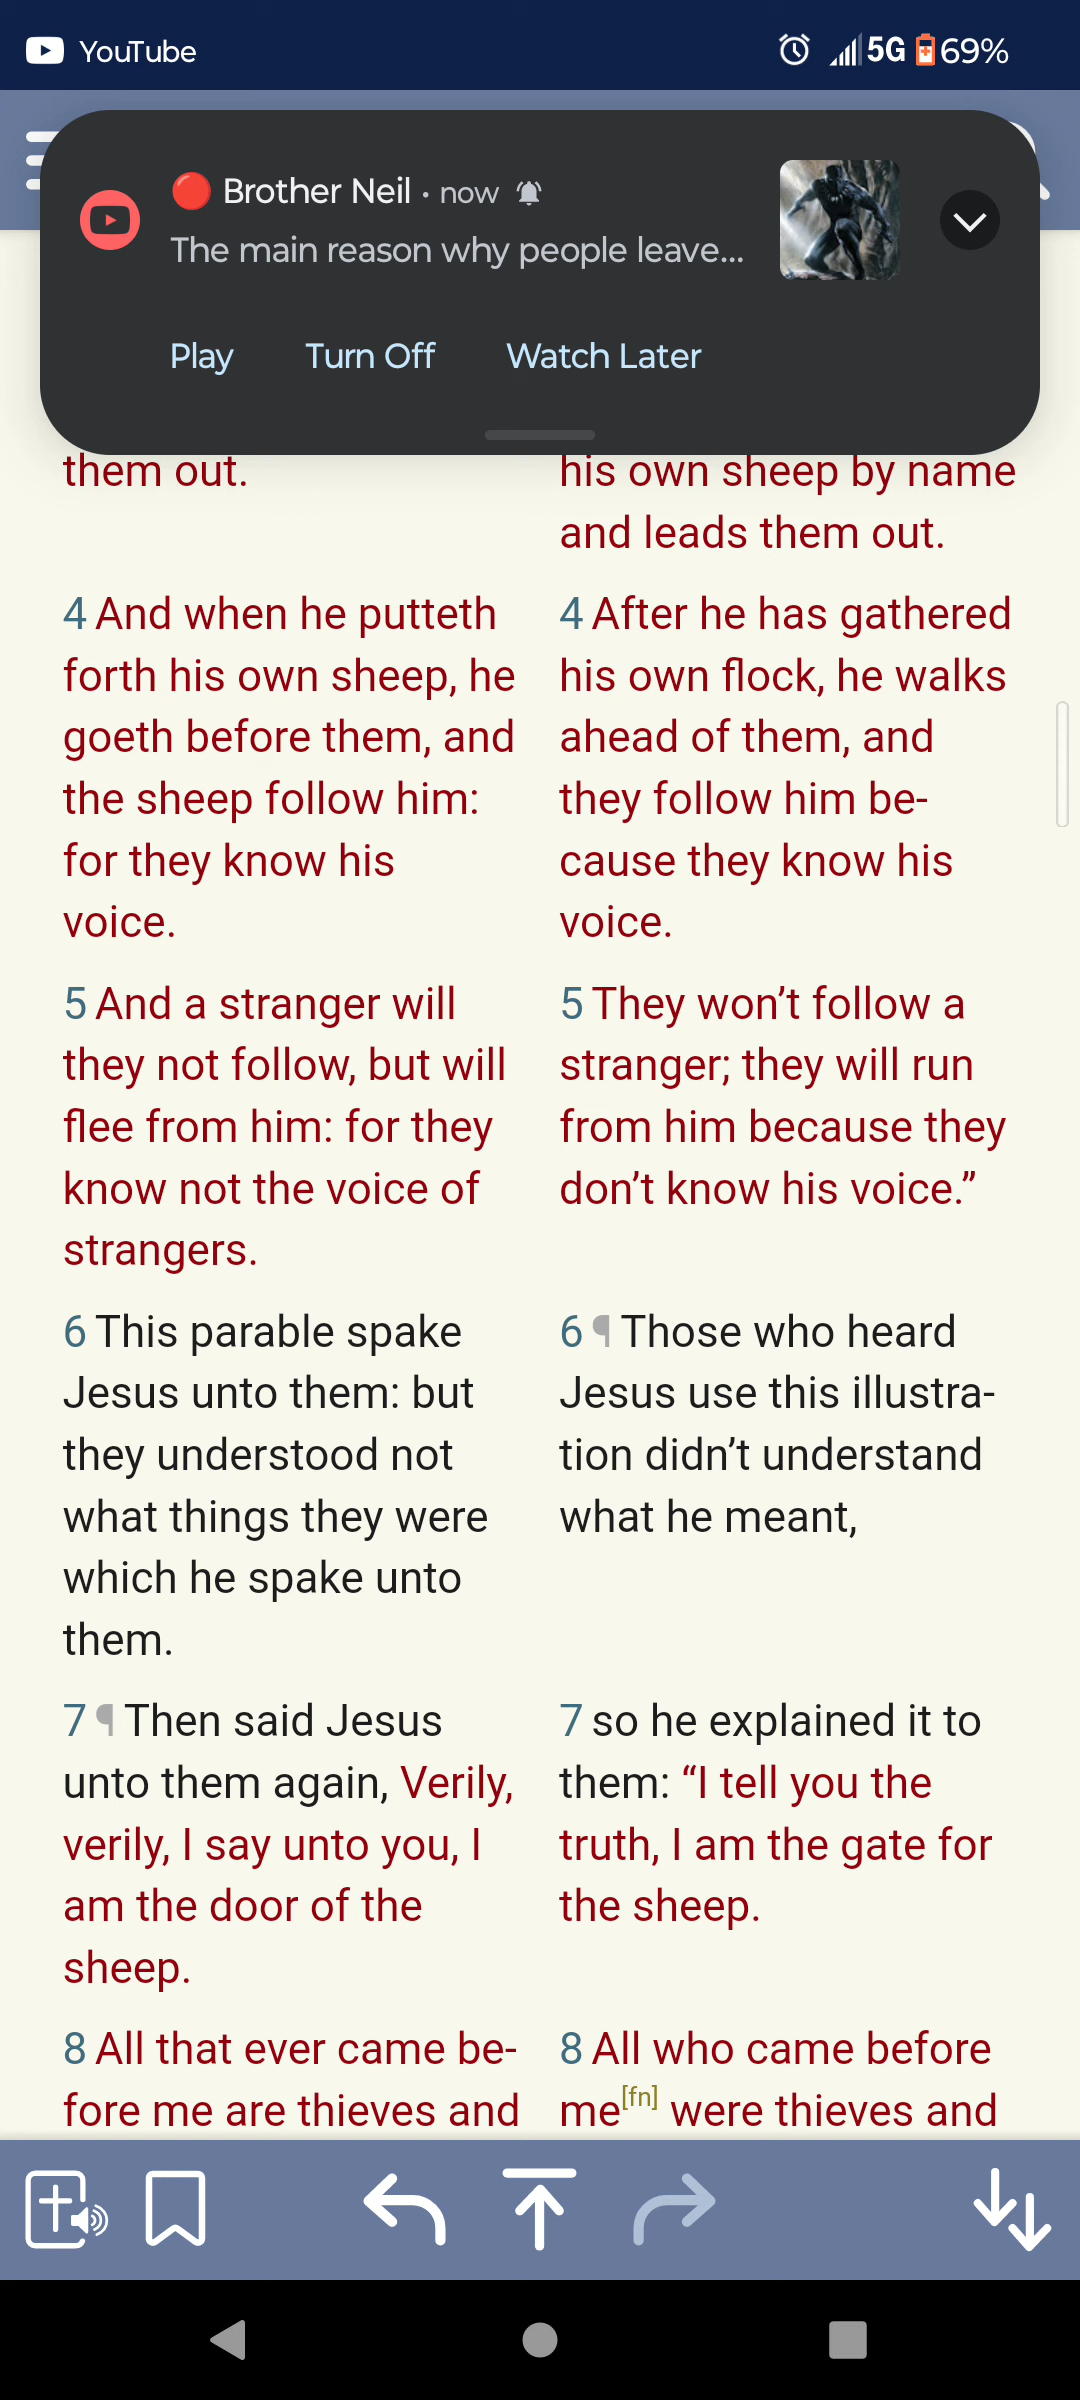 YouTube
5G 69%
Brother Neil · now
The main reason why people leave...
Play Turn Off Watch Later
them out.
4 And when he putteth
forth his own sheep, he
goeth before them, and
the sheep follow him:
for they know his
voice.
5 And a stranger will
they not follow, but will
flee from him: for they
know not the voice of
strangers.
6 This parable spake
Jesus unto them: but
they understood not
what things they were
which he spake unto
them.
7 ¶ Then said Jesus
unto them again, Verily,
verily, I say unto you, I
am the door of the
sheep.
8 All that ever came be-
fore me are thieves and
his own sheep by name
and leads them out.
4 After he has gathered
his own flock, he walks
ahead of them, and
they follow him be-
cause they know his
voice.
5 They won’t follow a
stranger; they will run
from him because they
don’t know his voice.”
6 ¶ Those who heard
Jesus use this illustra-
tion didn’t understand
what he meant,
7 so he explained it to
them: “I tell you the
truth, I am the gate for
the sheep.
8 All who came before
me[fn] were thieves and